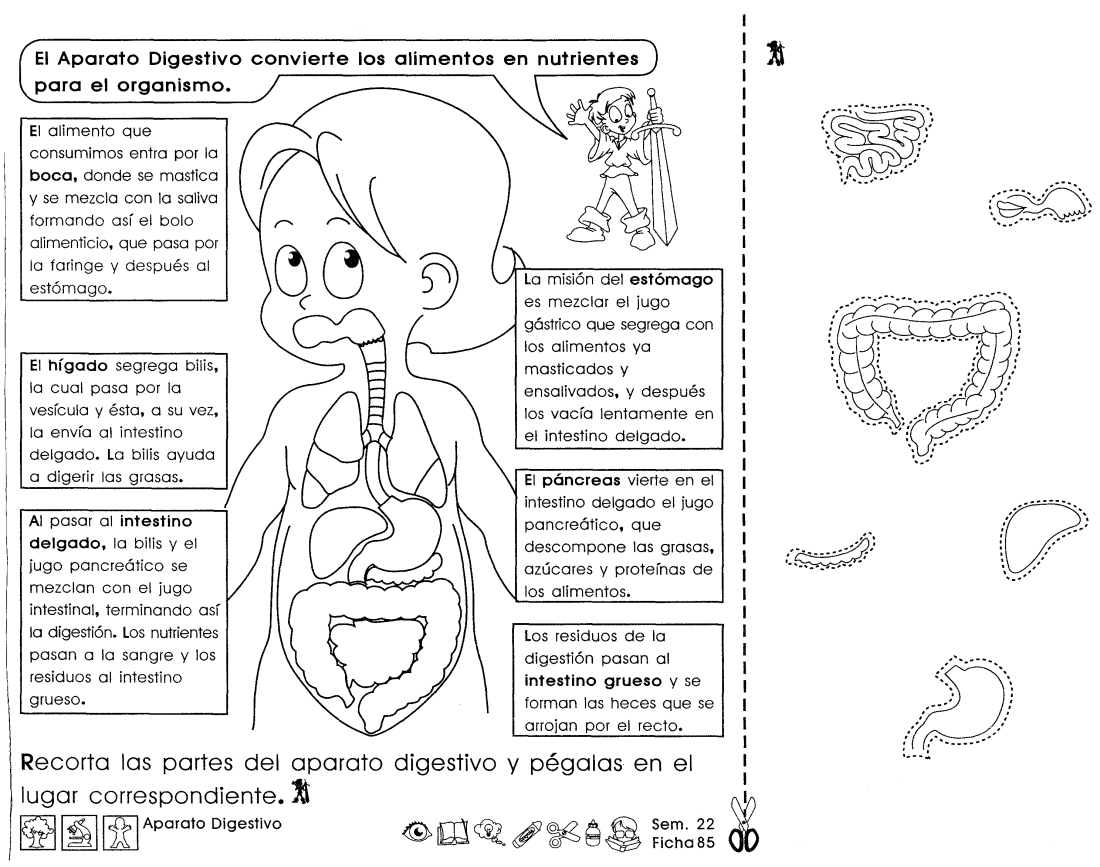 El Aparato Digestivo convierte los alimentos en nutrientes
para el organismo.
El alimento que
consumimos entra por la
boca, donde se mastica
y se mezcla con la saliva
formando así el bolo
alimenticio, que pasa por
la faringe y después al
estómago.
El hígado segrega bilis,
la cual pasa por la
vesícula y ésta, a su vez,
la envía al intestino
delgado. La bilis ayuda
a digerir las grasas.
Al pasar al intestino
delgado, la bilis y el
jugo pancreático se
mezclan con el jugo
intestinal, terminando así
la digestión. Los nutrientes
pasan a la sangre y los
residuos al intestino
grueso.
La misión del estómago
es mezclar el jugo
gástrico que segrega con
los alimentos ya
masticados y
ensalivados, y después
los vacía lentamente en
el intestino delgado.
El páncreas vierte en el
intestino delgado el jugo
pancreático, que
descompone las grasas,
azúcares y proteínas de
los alimentos.
Los residuos de la
digestión pasan al
intestino grueso y se
forman las heces que se
arrojan por el recto.
Recorta las partes del aparato digestivo y pégalas en el
lugar correspondiente.
Aparato Digestivo
Sem. 22
Ficha 85